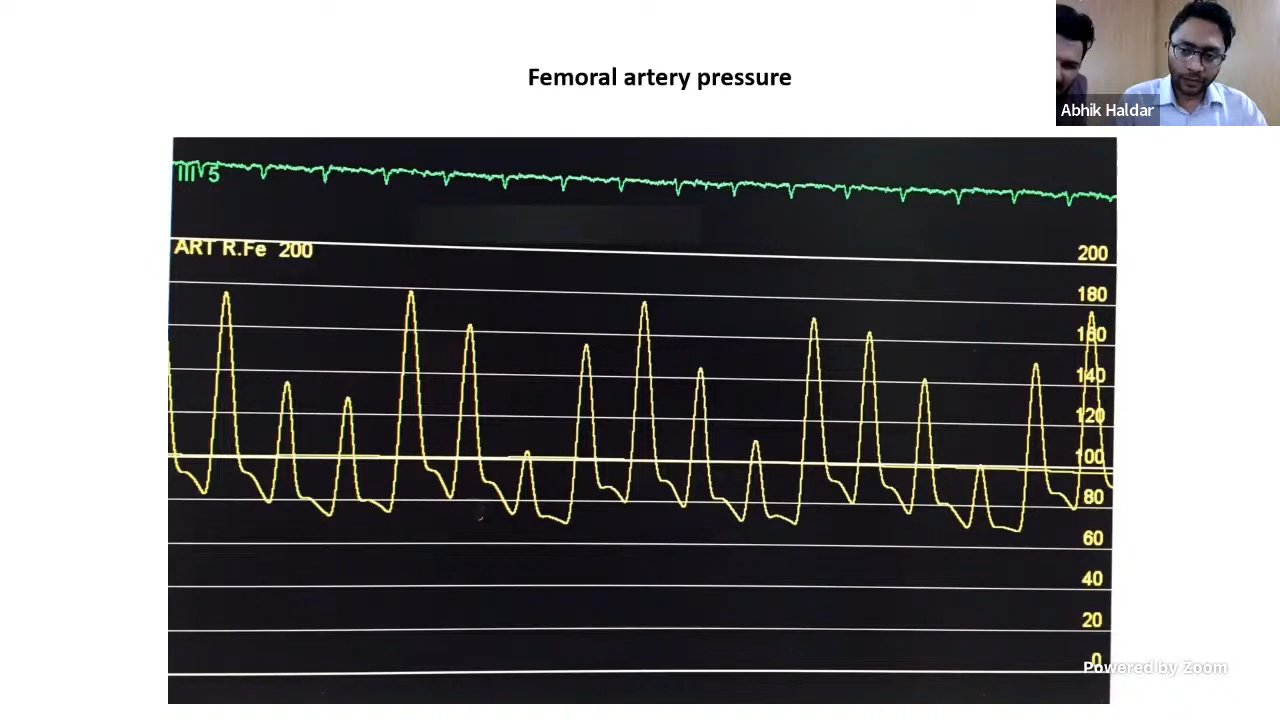 Femoral artery pressure
Abhik Haldar
III 5
ART R.Fe 200
200
180
160
140
120
100
80
60
40
20
0
Powered by Zoom